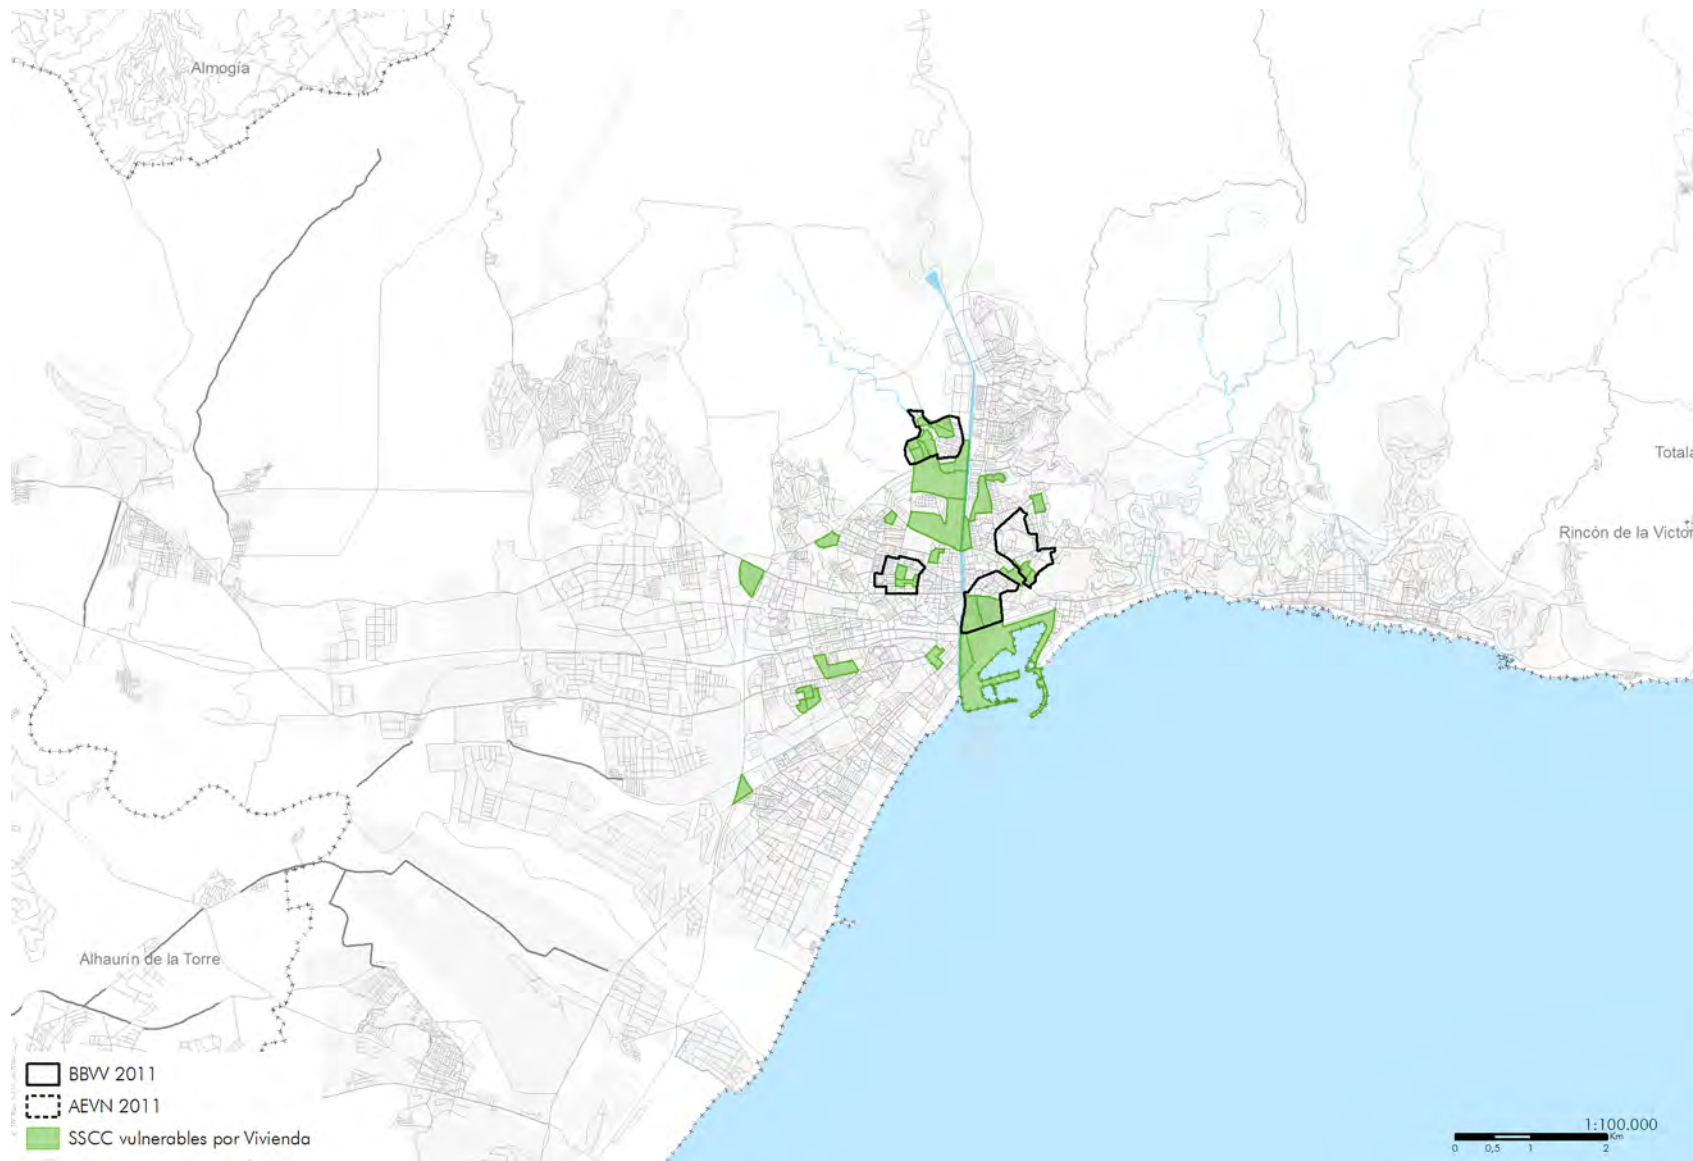 Almogía
Totala
Rincón de la Victor
Alhaurín de la Torre
BBVV 2011
AEVN 2011
SSCC vulnerables por Vivienda
1:100.000
Km
0 0,5 1 2